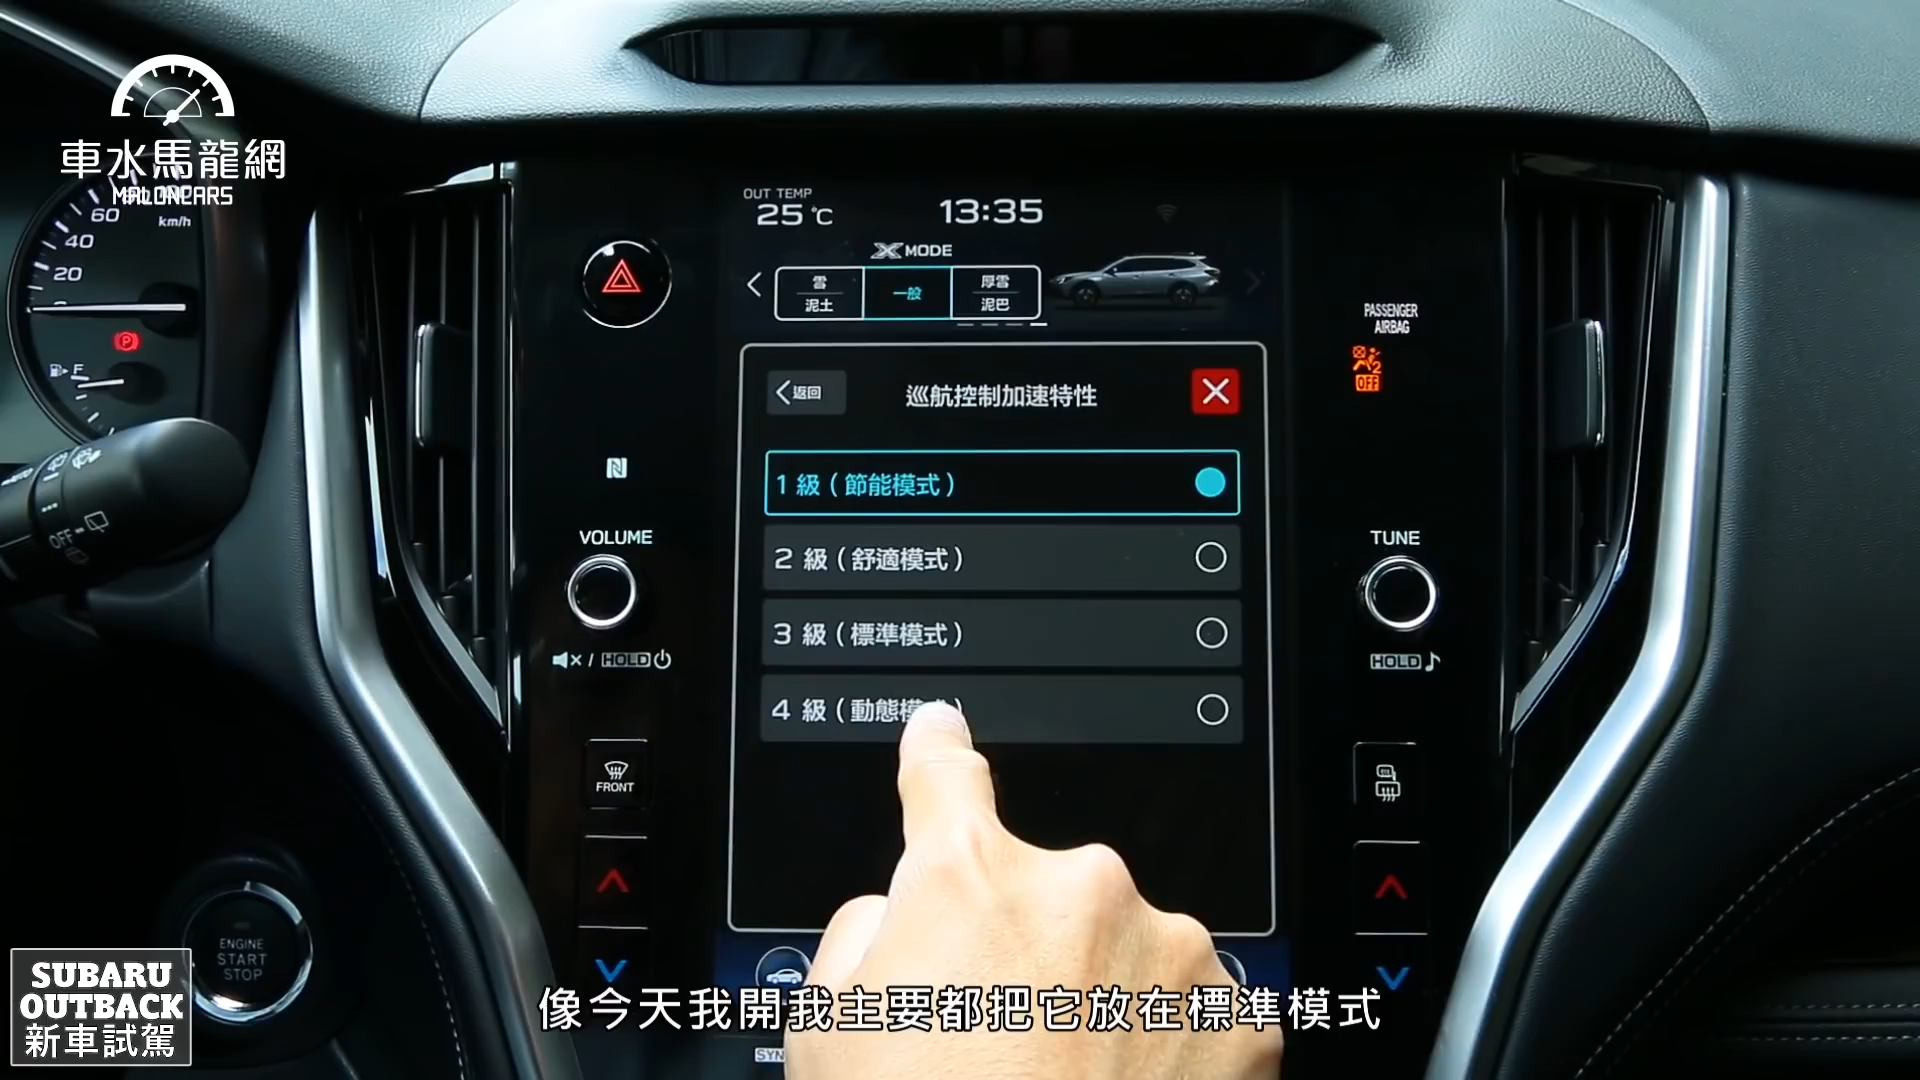 車水馬龍網
60
km/h
40
20
F
OFF
OUT TEMP
25 °C
13:35
X MODE
雪
泥土
一般
厚雪
泥巴
PASSENGER
AIRBAG
2
OFF
返回
巡航控制加速特性
1 級 ( 節能模式 )
2 級 ( 舒適模式 )
3 級 ( 標準模式 )
4 級 ( 動態模 )
VOLUME
/ HOLD
TUNE
HOLD
FRONT
ENGINE
START
STOP
SUBARU
OUTBACK
新車試駕
像今天我開我主要都把它放在標準模式